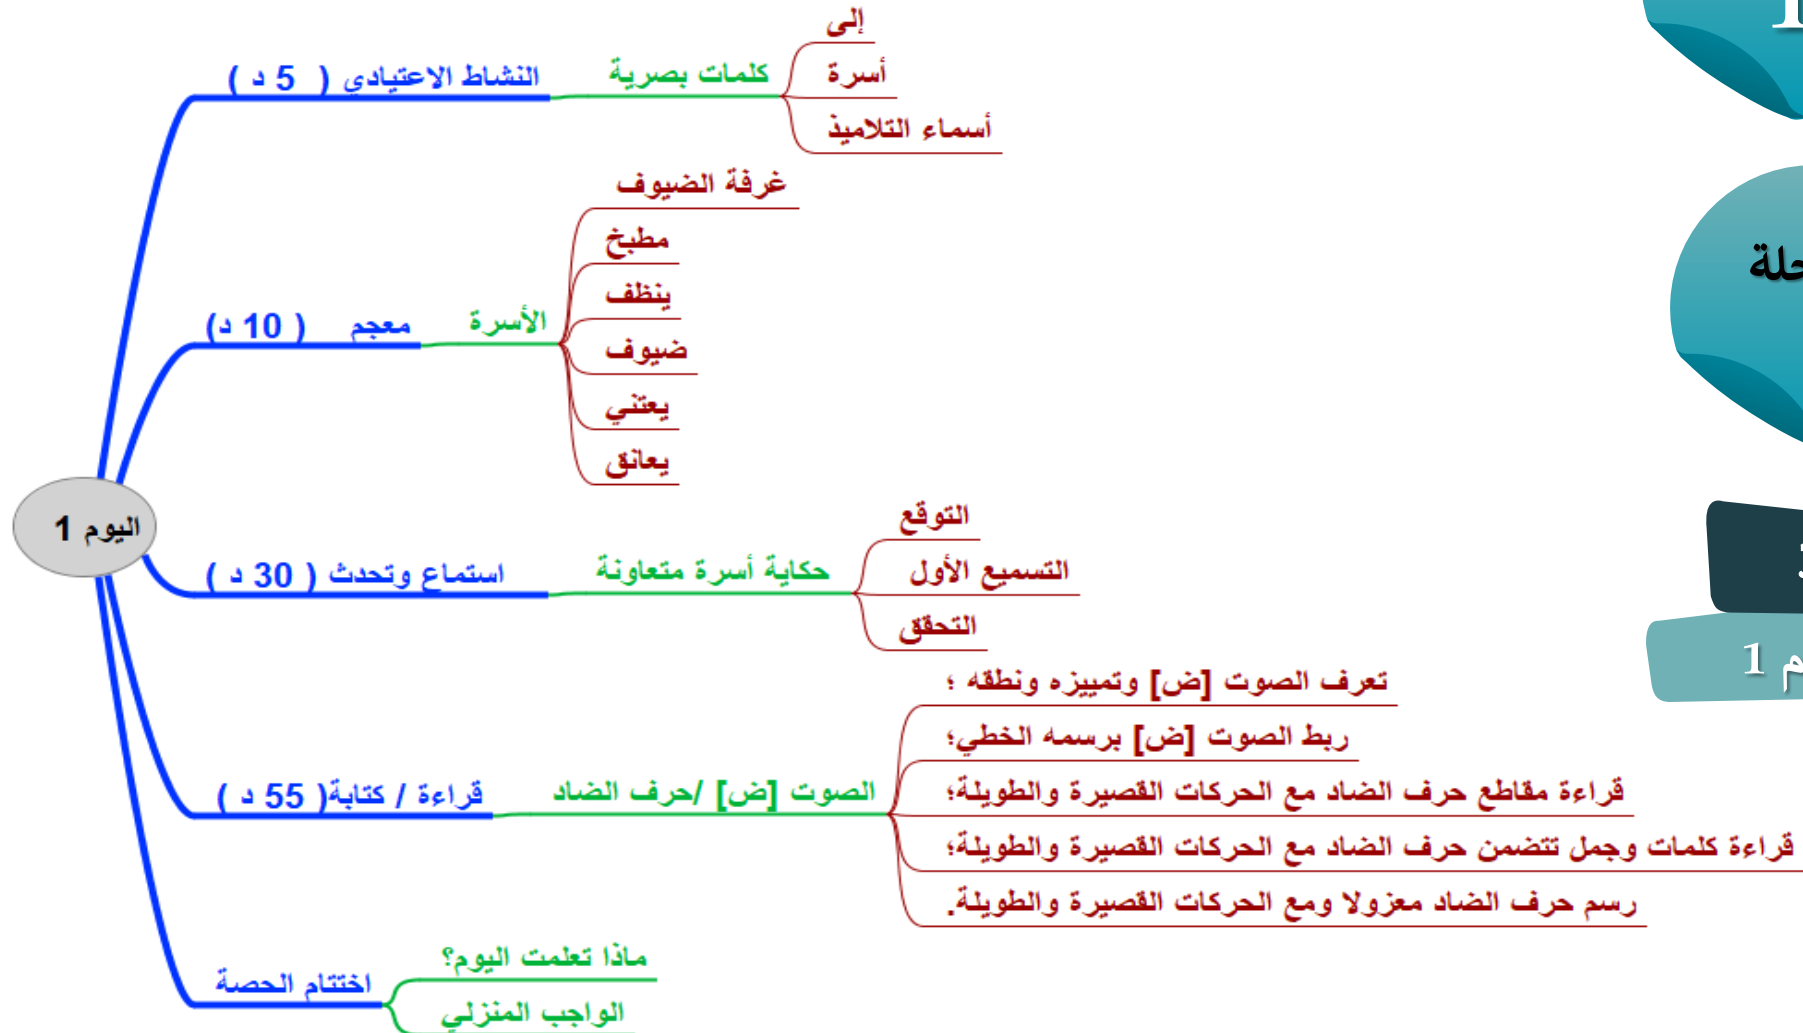 اليوم 1
النشاط الاعتيادي ( 5 د )
كلمات بصرية
إلى
أسرة
أسماء التلاميذ
معجم ( 10 د)
الأسرة
غرفة الضيوف
مطبخ
ينظف
ضيوف
يعتني
يعانق
استماع وتحدث ( 30 د )
حكاية أسرة متعاونة
التوقع
التسميع الأول
التحقق
قراءة / كتابة( 55 د )
الصوت [ض] /حرف الضاد
تعرف الصوت [ض] وتمييزه ونطقه ؛
ربط الصوت [ض] برسمه الخطي؛
قراءة مقاطع حرف الضاد مع الحركات القصيرة والطويلة؛
قراءة كلمات وجمل تتضمن حرف الضاد مع الحركات القصيرة والطويلة؛
رسم حرف الضاد معزولا ومع الحركات القصيرة والطويلة.
اختتام الحصة
ماذا تعلمت اليوم؟
الواجب المنزلي